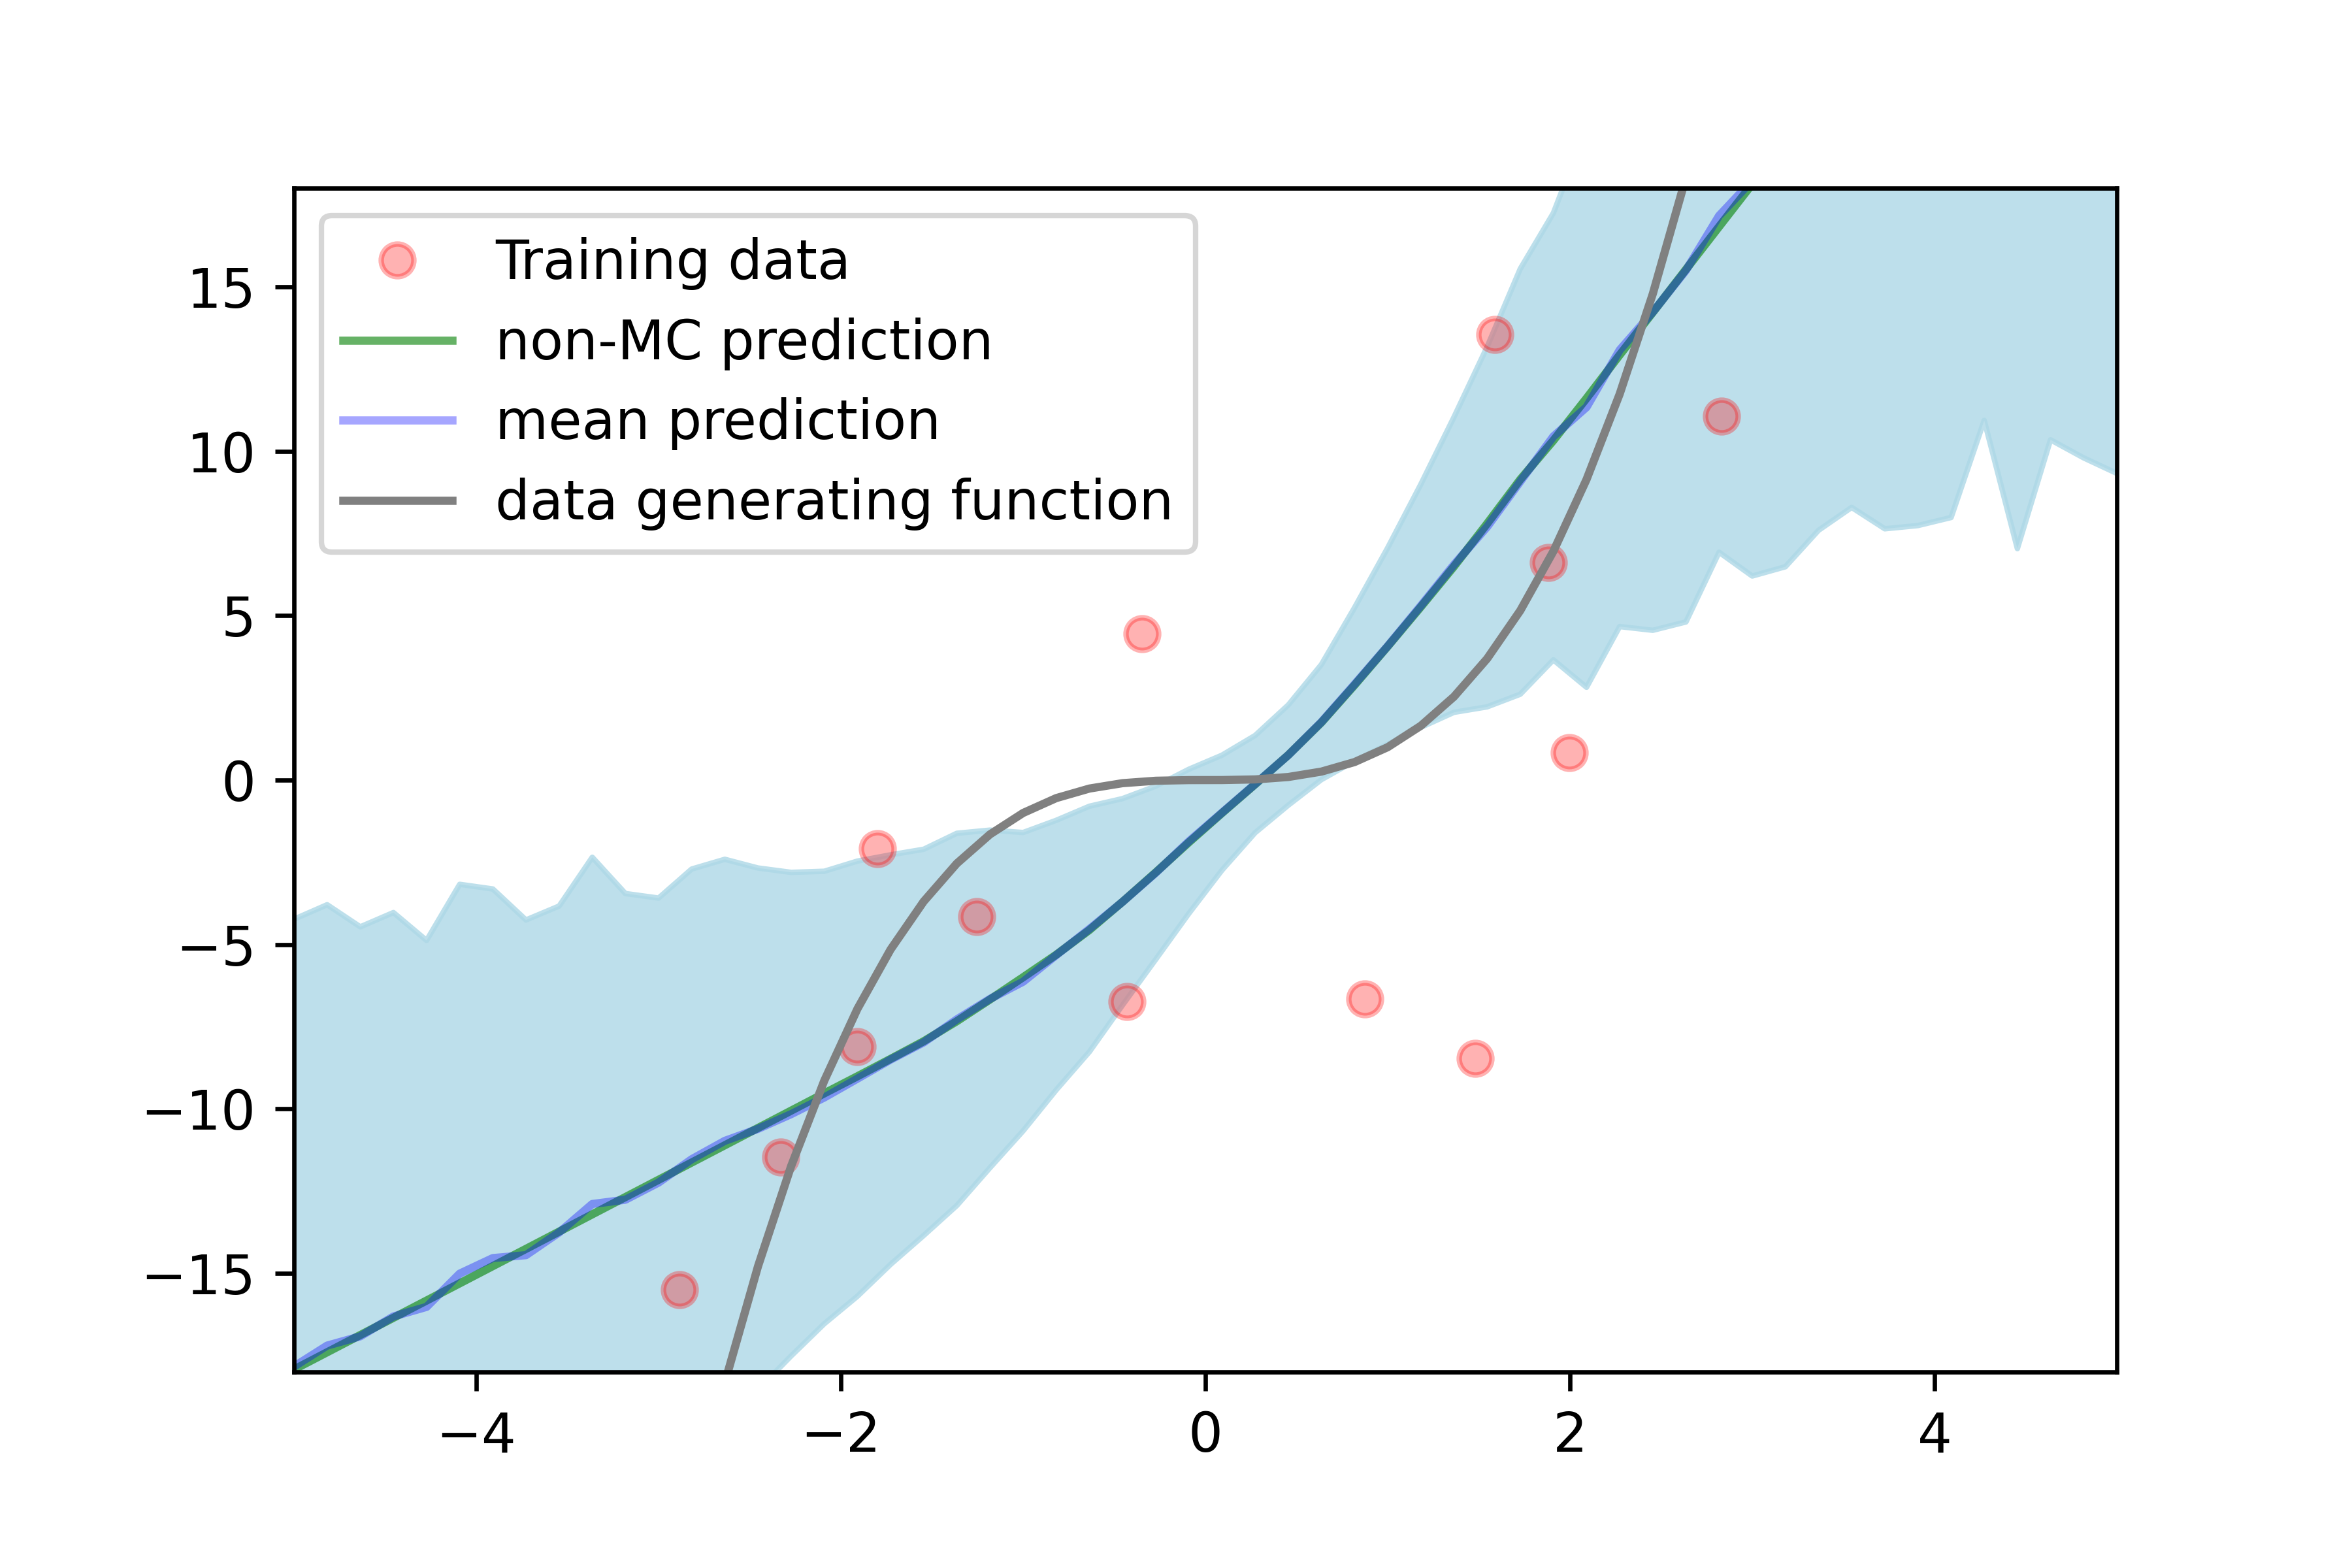 Training data
non-MC prediction
mean prediction
data generating function
15
10
5
0
−5
−10
−15
−4 −2 0 2 4